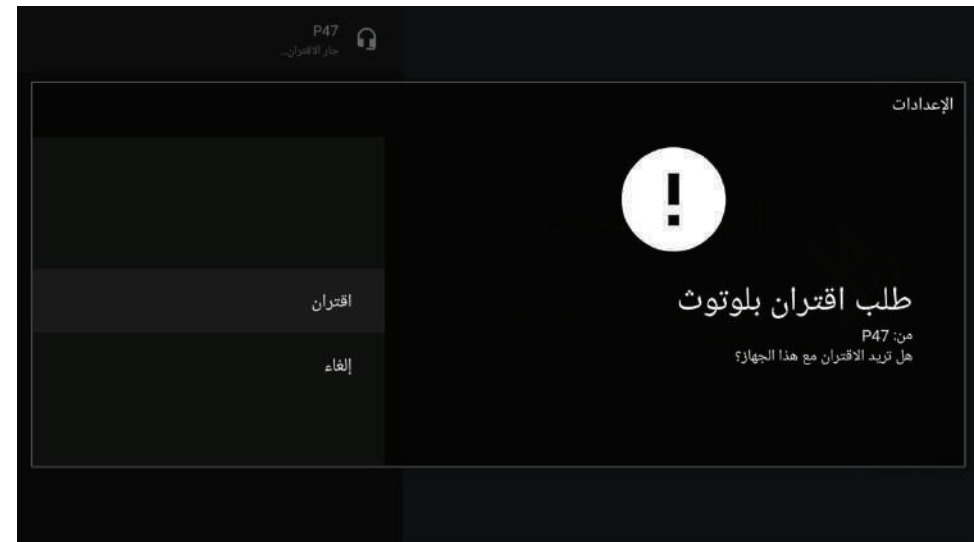 P47
جارٍ الاقتران...
الإعدادات
طلب اقتران بلوتوث
من: P47
هل تريد الاقتران مع هذا الجهاز؟
اقتران
إلغاء